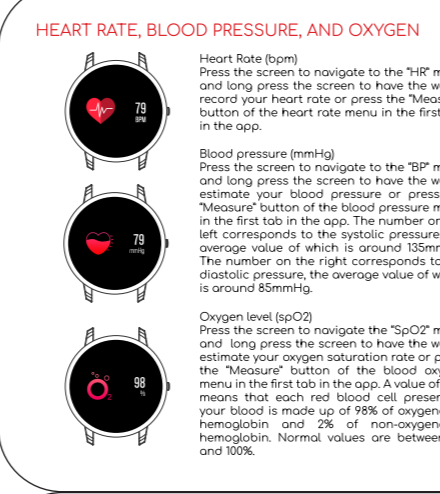 HEART RATE, BLOOD PRESSURE, AND OXYGEN
79
BPM
Heart Rate (bpm)
Press the screen to navigate to the "HR" m
and long press the screen to have the w
record your heart rate or press the "Meas
button of the heart rate menu in the first
in the app.
79
mmHg
Blood pressure (mmHg)
Press the screen to navigate to the "BP" m
and long press the screen to have the w
estimate your blood pressure or press
"Measure" button of the blood pressure m
in the first tab in the app. The number on
left corresponds to the systolic pressure
average value of which is around 135mm
The number on the right corresponds to
diastolic pressure, the average value of w
is around 85mmHg.
98
%
O2
Oxygen level (spO2)
Press the screen to navigate the "SpO2" m
and long press the screen to have the w
estimate your oxygen saturation rate or p
the "Measure" button of the blood oxy
menu in the first tab in the app. A value of
means that each red blood cell presen
your blood is made up of 98% of oxygen
hemoglobin and 2% of non-oxygen
hemoglobin. Normal values are betwee
and 100%.